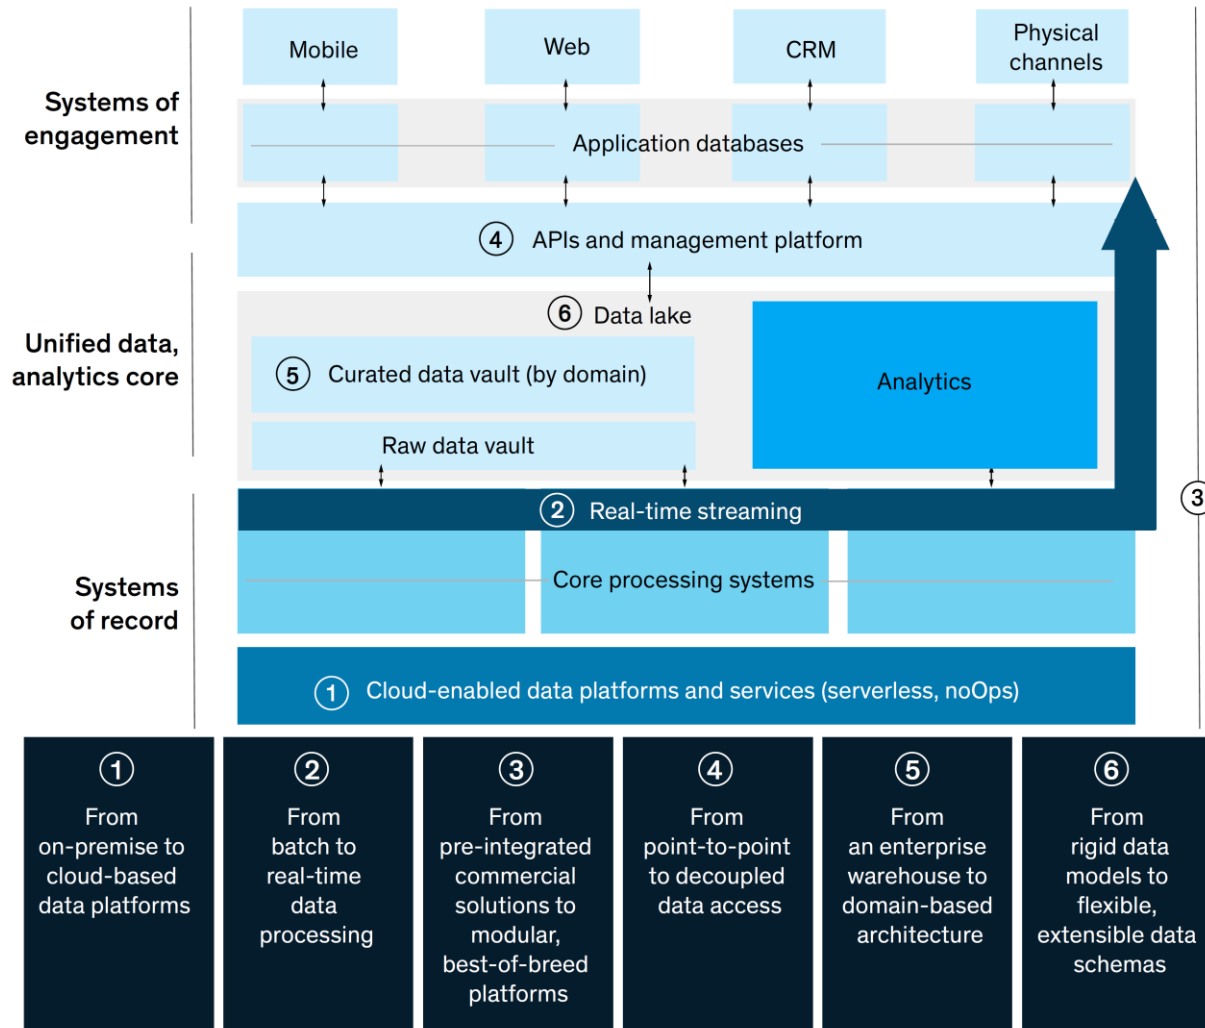 Systems of
engagement
Mobile
Web
CRM
Physical
channels
Application databases
④ APIs and management platform
Unified data,
analytics core
⑥ Data lake
⑤ Curated data vault (by domain)
Raw data vault
Analytics
② Real-time streaming
③
Systems
of record
Core processing systems
① Cloud-enabled data platforms and services (serverless, noOps)
①
From
on-premise to
cloud-based
data platforms
②
From
batch to
real-time
data
processing
③
From
pre-integrated
commercial
solutions to
modular,
best-of-breed
platforms
④
From
point-to-point
to decoupled
data access
⑤
From
an enterprise
warehouse to
domain-based
architecture
⑥
From
rigid data
models to
flexible,
extensible data
schemas